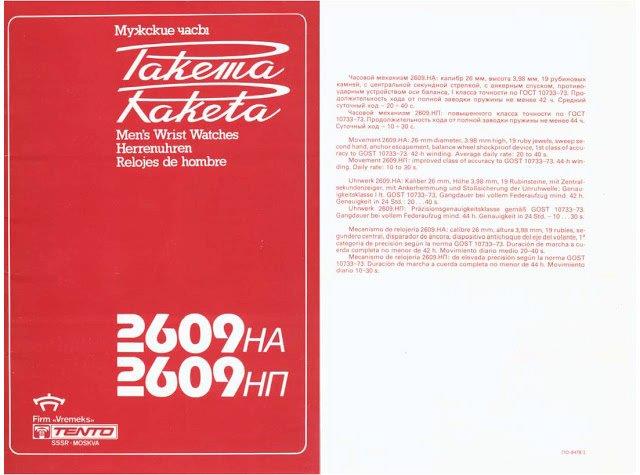 Мужские часы
Ракета
Raketa
Men's Wrist Watches
Herrenuhren
Relojes de hombre
2609 НА
2609 НП
Firm «Vremeks»
TENTO
SSSR · MOSKVA
Часовой механизм 2609.НА: калибр 26 мм, высота 3,98 мм, 19 рубиновых
камней, с центральной секундной стрелкой, с анкерным спуском, противо-
ударным устройством оси баланса, I класса точности по ГОСТ 10733–73. Про-
должительность хода от полной заводки пружины не менее 42 ч. Средний
суточный ход – 20 + 40 с.
Часовой механизм 2609.НП: повышенного класса точности по ГОСТ
10733–73. Продолжительность хода от полной заводки пружины не менее 44 ч.
Суточный ход – 10 + 30 с.
Movement 2609.НА: 26 mm diameter, 3,98 mm high, 19 ruby jewels, sweep se-
cond hand, anchor escapement, balance wheel shockproof device, 1st class of accu-
racy to GOST 10733–73. 42 h winding. Average daily rate: 20 to 40 s.
Movement 2609.НП: improved class of accuracy to GOST 10733–73. 44 h win-
ding. Daily rate: 10 to 30 s.
Uhrwerk 2609.НА: Kaliber 26 mm, Höhe 3,98 mm, 19 Rubinsteine, mit Zentral-
sekundenzeiger, mit Ankerhemmung und Stoßsicherung der Unruhwelle; Genau-
igkeitsklasse I lt. GOST 10733–73. Gangdauer bei vollem Federaufzug mind. 42 h.
Genauigkeit in 24 Std.: 20 . . . 40 s.
Uhrwerk 2609.НП: Präzisionsgenauigkeitsklasse gemäß GOST 10733–73.
Gangdauer bei vollem Federaufzug mind. 44 h. Genauigkeit in 24 Std. – 10 . . . 30 s.
Mecanismo de relojería 2609.НА: calibre 26 mm, altura 3,98 mm, 19 rubíes, se-
gundero central, disparador de áncora, dispositivo antichoque del eje del volante, 1ª
categoría de precisión según la norma GOST 10733–73. Duración de marcha a cu-
erda completa no menor de 42 h. Movimiento diario medio 20–40 s.
Mecanismo de relojería 2609.НП: de elevada precisión según la norma GOST
10733–73. Duración de marcha a cuerda completa no menor de 44 h. Movimiento
diario 10–30 s.